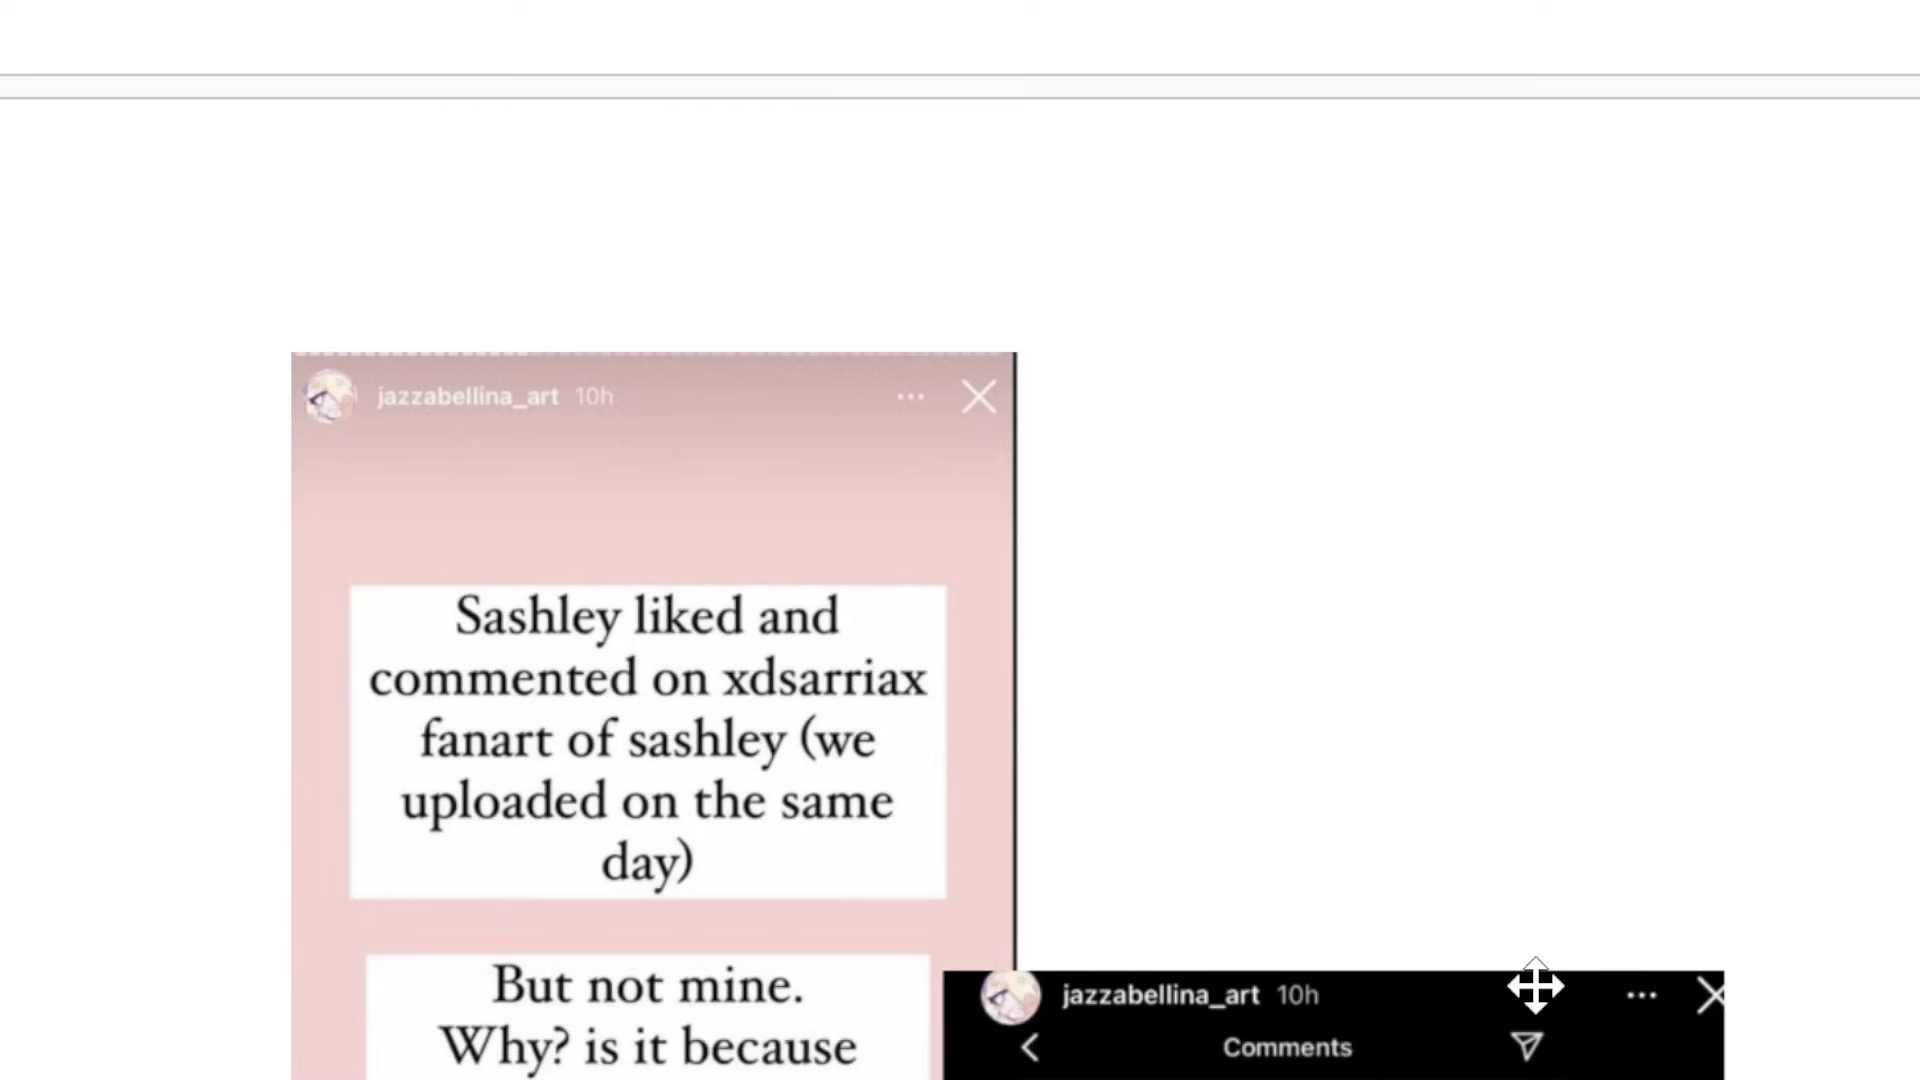 jazzabellina_art 10h
Sashley liked and
commented on xdsarriax
fanart of sashley (we
uploaded on the same
day)
But not mine.
Why? is it because
jazzabellina_art 10h
Comments